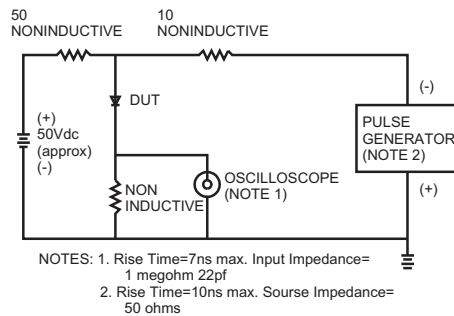 50
NONINDUCTIVE
10
NONINDUCTIVE
(+)
50Vdc
(approx)
(-)
DUT
NON
INDUCTIVE
OSCILLOSCOPE
(NOTE 1)
(-)
PULSE
GENERATOR
(NOTE 2)
(+)
NOTES: 1. Rise Time=7ns max. Input Impedance=
1 megohm 22pf
2. Rise Time=10ns max. Sourse Impedance=
50 ohms